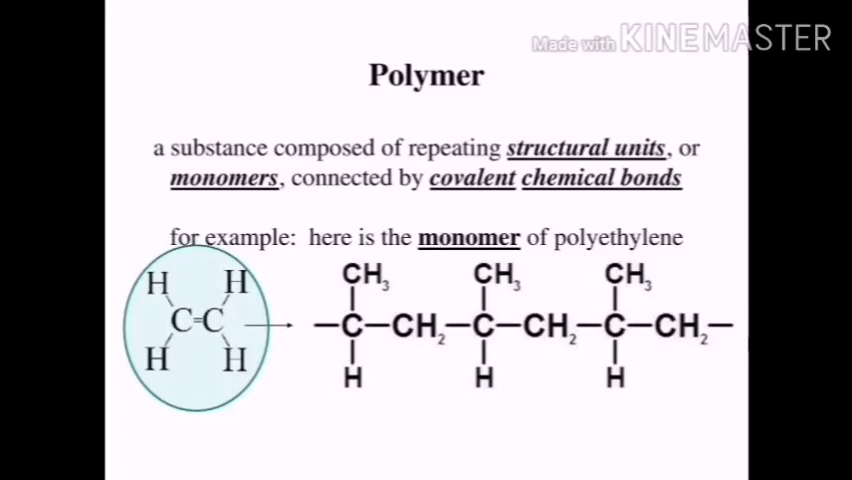 Made with KINEMASTER
Polymer
a substance composed of repeating structural units, or
monomers, connected by covalent chemical bonds
for example: here is the monomer of polyethylene
H H
C=C
H H
CH₃ CH₃ CH₃
–C–CH₂–C–CH₂–C–CH₂–
H H H